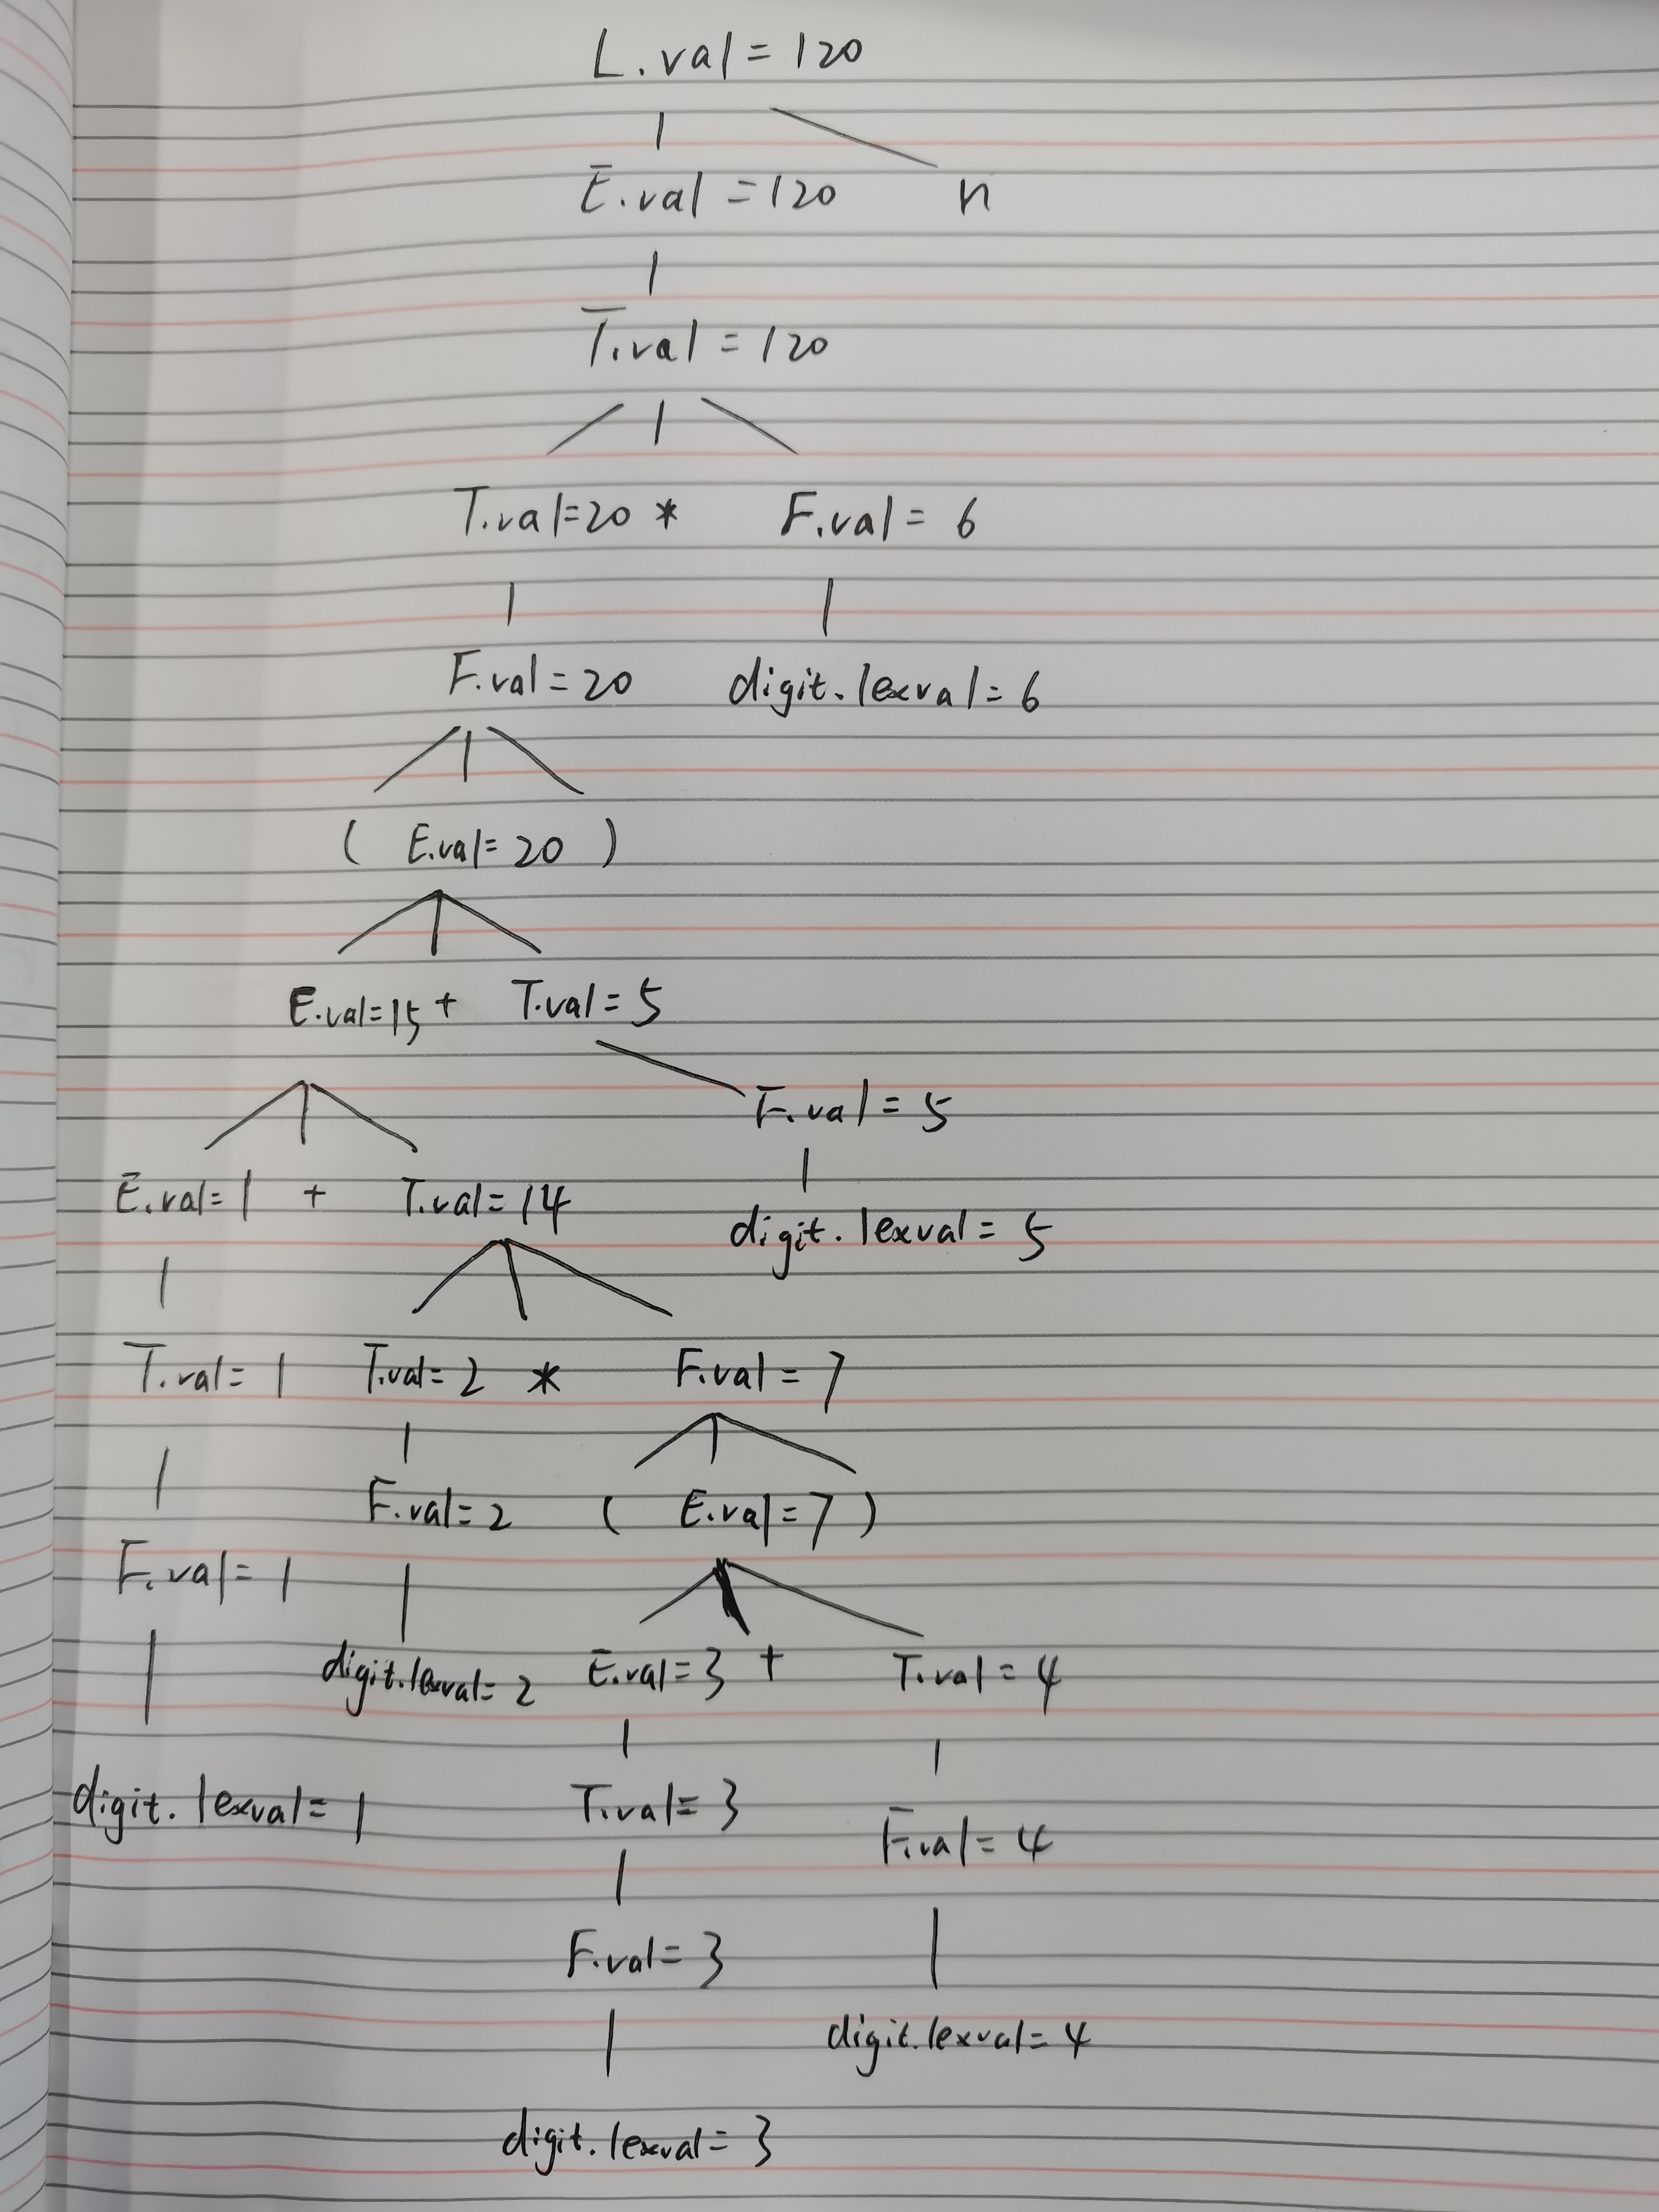 L.val = 120
E.val = 120 n
T.val = 120
T.val=20 * F.val = 6
F.val = 20 digit.lexval = 6
( E.val = 20 )
E.val=15 + T.val = 5
F.val = 5
E.val = 1 + T.val = 14
digit.lexval = 5
T.val = 1 T.val = 2 * F.val = 7
F.val = 2 ( E.val = 7 )
F.val = 1
digit.lexval = 2 E.val = 3 + T.val = 4
digit.lexval = 1 T.val = 3
F.val = 4
F.val = 3
digit.lexval = 4
digit.lexval = 3